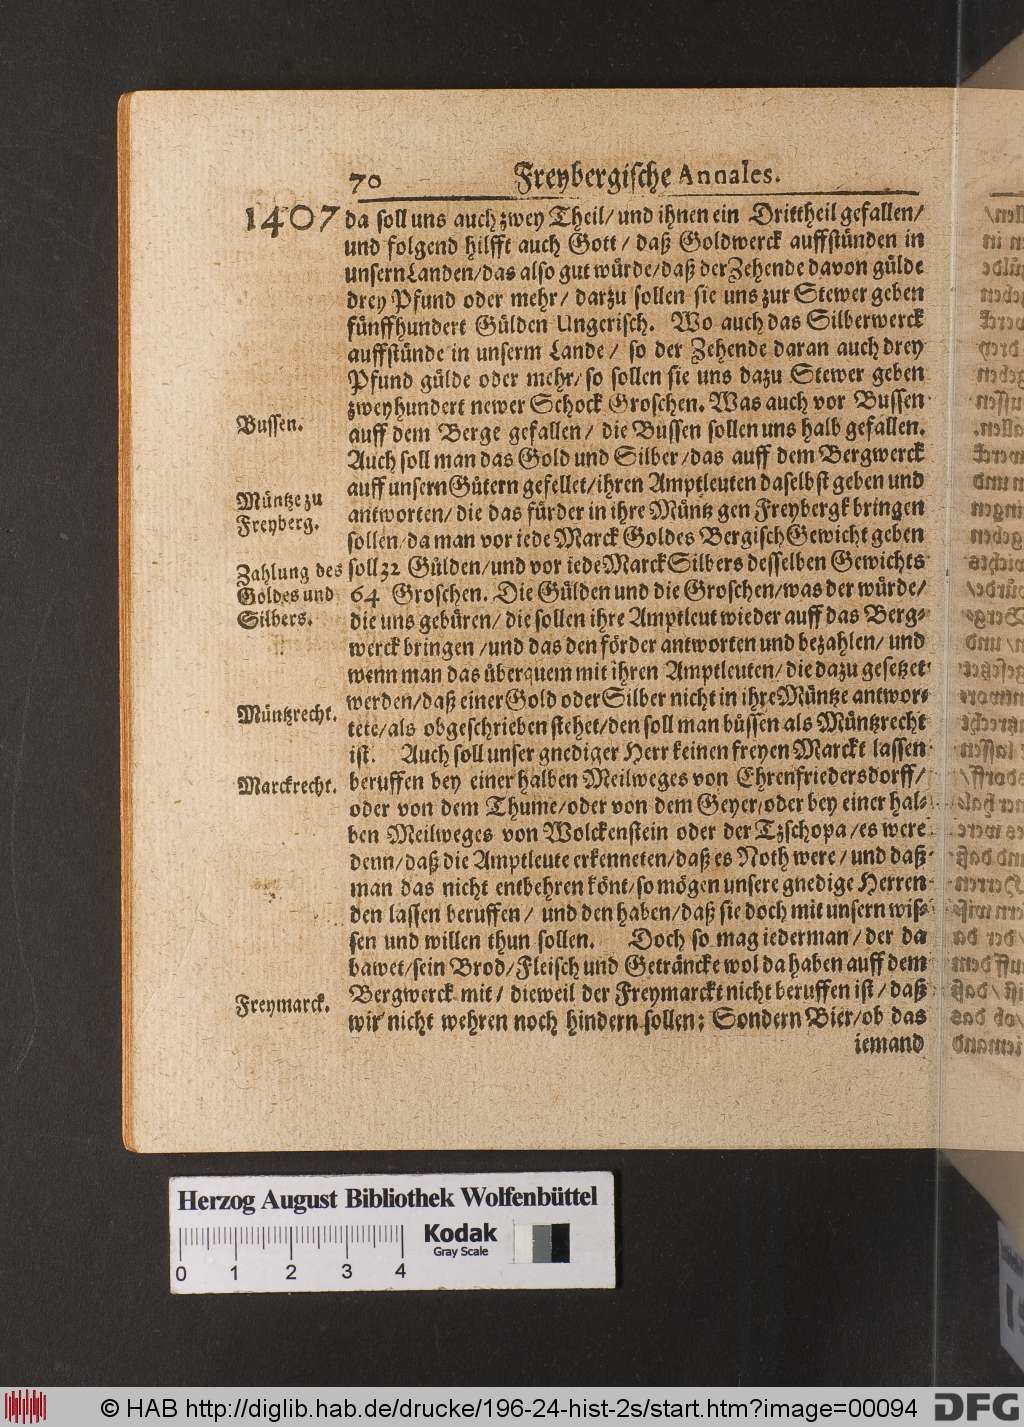 70 Freybergische Annales.
1407 da soll uns auch zwey Theil/ und ihnen ein Drittheil gefallen/
und folgend hilfft auch Gott/ daß Goldwerck auffstünden in
unsern Landen/ das also gut würde/ daß der Zehende davon gülde
drey Pfund oder mehr/ darzu sollen sie uns zur Stewer geben
fünffhundert Gülden Ungerisch. Wo auch das Silberwerck
auffstünde in unserm Lande/ so der Zehende daran auch drey
Pfund gülde oder mehr/ so sollen sie uns dazu Stewer geben
zweyhundert newer Schock Groschen. Was auch vor Bussen
Bussen.
auff dem Berge gefallen/ die Bussen sollen uns halb gefallen.
Auch soll man das Gold und Silber/ das auff dem Bergwerck
auff unsern Gütern gefellet/ ihren Amptleuten daselbst geben und
Müntze zu
Freyberg.
antworten/ die das fürder in ihre Müntz gen Freybergk bringen
sollen/ da man vor iede Marck Goldes Bergisch Gewicht geben
Zahlung des
Goldes und
Silbers.
soll 32 Gülden/ und vor iede Marck Silbers desselben Gewichts
64 Groschen. Die Gülden und die Groschen/ was der würde/
die uns gebüren/ die sollen ihre Amptleut wieder auff das Berg-
werck bringen/ und das den förder antworten und bezahlen/ und
wenn man das überquem mit ihren Amptleuten/ die dazu gesetzet
werden/ daß einer Gold oder Silber nicht in ihre Müntze antwor-
Müntzrecht.
tete/ als obgeschrieben stehet/ den soll man büssen als Müntzrecht
ist. Auch soll unser gnediger Herr keinen freyen Marckt lassen
Marckrecht.
beruffen bey einer halben Meilweges von Ehrenfriedersdorff/
oder von dem Thume/ oder von dem Geyer/ oder bey einer hal-
ben Meilweges von Wolckenstein oder der Tzschopa/ es were
denn/ daß die Amptleute erkenneten/ daß es Noth were/ und daß
man das nicht entbehren könt/ so mögen unsere gnedige Herren
den lassen beruffen/ und den haben/ daß sie doch mit unsern wis-
sen und willen thun sollen. Doch so mag iederman/ der da
bawet/ sein Brod/ Fleisch und Geträncke wol da haben auff dem
Freymarck.
Bergwerck mit/ dieweil der Freymarckt nicht beruffen ist/ daß
wir nicht wehren noch hindern sollen: Sondern Bier/ ob das
iemand
Herzog August Bibliothek Wolfenbüttel
Kodak
Gray Scale
0 1 2 3 4
© HAB http://diglib.hab.de/drucke/196-24-hist-2s/start.htm?image=00094
DFG